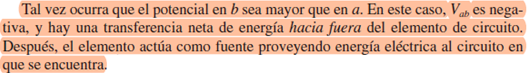 Tal vez ocurra que el potencial en b sea mayor que en a. En este caso, Vab es nega-
tiva, y hay una transferencia neta de energía hacia fuera del elemento de circuito.
Después, el elemento actúa como fuente proveyendo energía eléctrica al circuito en
que se encuentra.